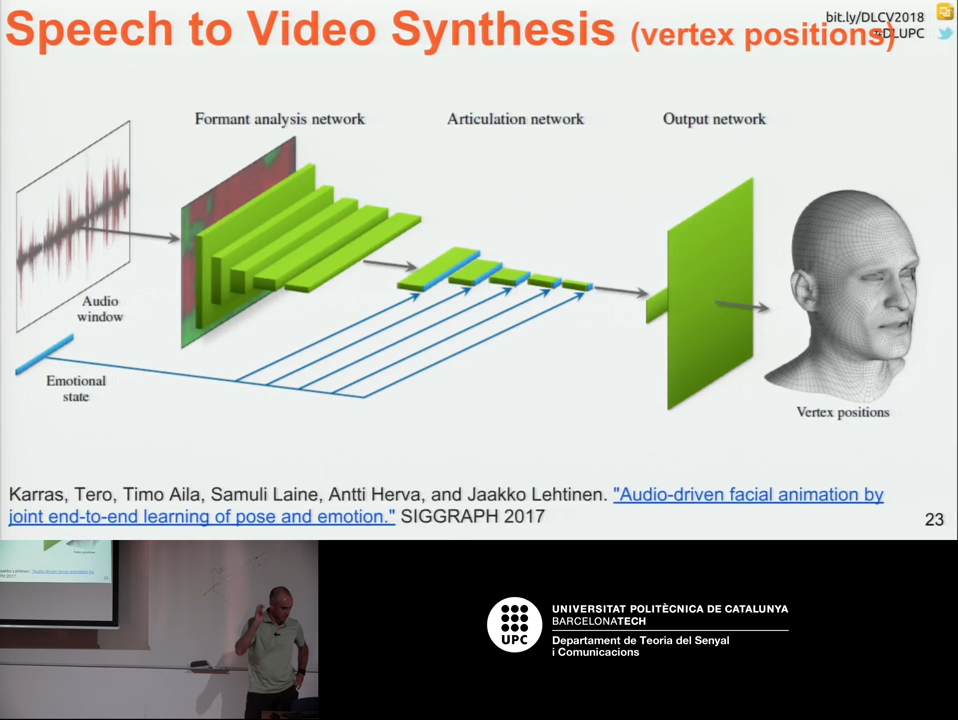 Speech to Video Synthesis (vertex positions)
bit.ly/DLCV2018
#DLUPC
Formant analysis network
Articulation network
Output network
Audio
window
Emotional
state
Vertex positions
Karras, Tero, Timo Aila, Samuli Laine, Antti Herva, and Jaakko Lehtinen. "Audio-driven facial animation by
joint end-to-end learning of pose and emotion." SIGGRAPH 2017
23
UPC
UNIVERSITAT POLITÈCNICA DE CATALUNYA
BARCELONATECH
Departament de Teoria del Senyal
i Comunicacions